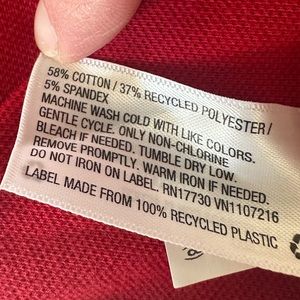 58% COTTON / 37% RECYCLED POLYESTER /
5% SPANDEX
MACHINE WASH COLD WITH LIKE COLORS.
GENTLE CYCLE. ONLY NON-CHLORINE
BLEACH IF NEEDED. TUMBLE DRY LOW.
REMOVE PROMPTLY. WARM IRON IF NEEDED.
DO NOT IRON ON LABEL. RN17730 VN1107216
LABEL MADE FROM 100% RECYCLED PLASTIC